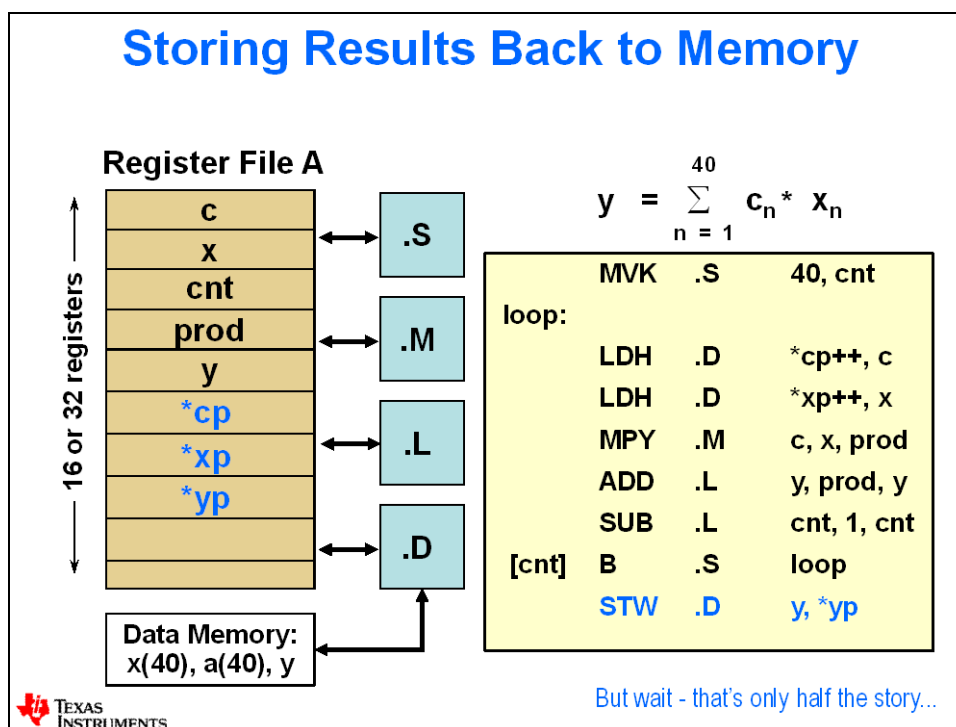 Storing Results Back to Memory
Register File A
16 or 32 registers
c
x
cnt
prod
y
*cp
*xp
*yp
.S
.M
.L
.D
Data Memory:
x(40), a(40), y
40
y = ∑ cn* xn
n = 1
MVK .S 40, cnt
loop:
LDH .D *cp++, c
LDH .D *xp++, x
MPY .M c, x, prod
ADD .L y, prod, y
SUB .L cnt, 1, cnt
[cnt] B .S loop
STW .D y, *yp
But wait - that's only half the story...
TEXAS
INSTRUMENTS